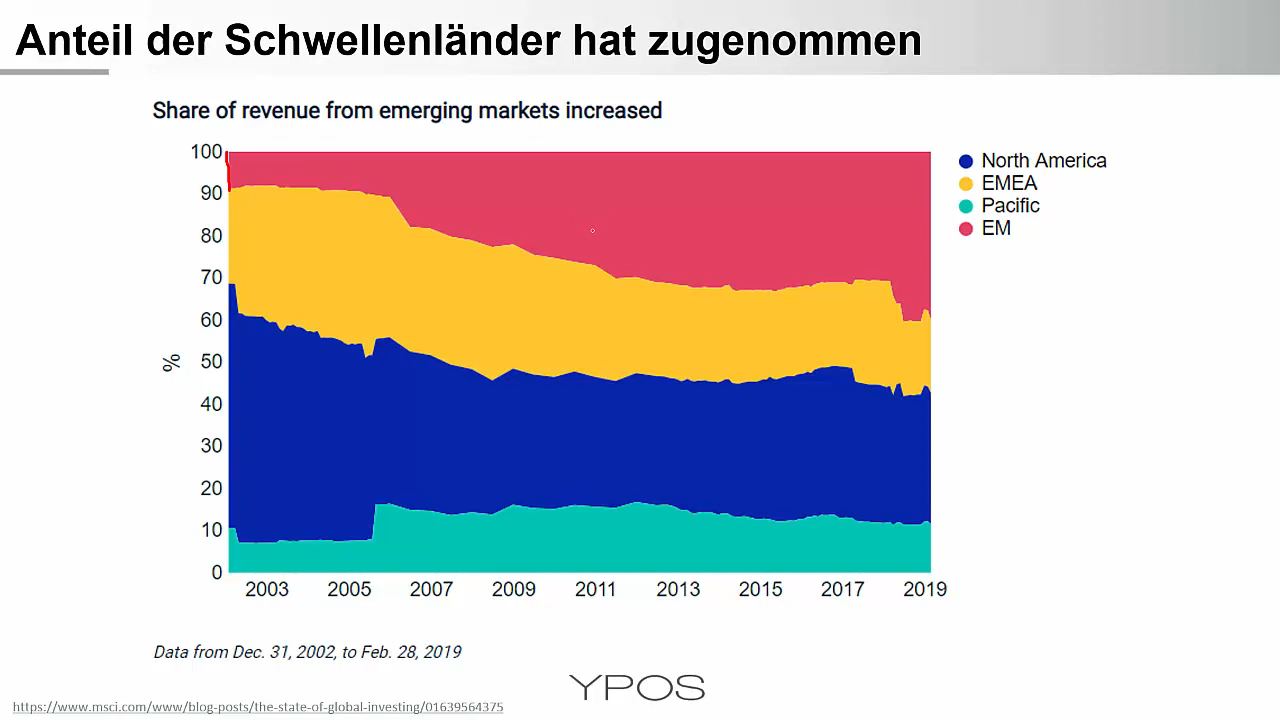 Anteil der Schwellenländer hat zugenommen
Share of revenue from emerging markets increased
100
90
80
70
60
50
40
30
20
10
0
%
2003 2005 2007 2009 2011 2013 2015 2017 2019
North America
EMEA
Pacific
EM
Data from Dec. 31, 2002, to Feb. 28, 2019
YPOS
https://www.msci.com/www/blog-posts/the-state-of-global-investing/01639564375